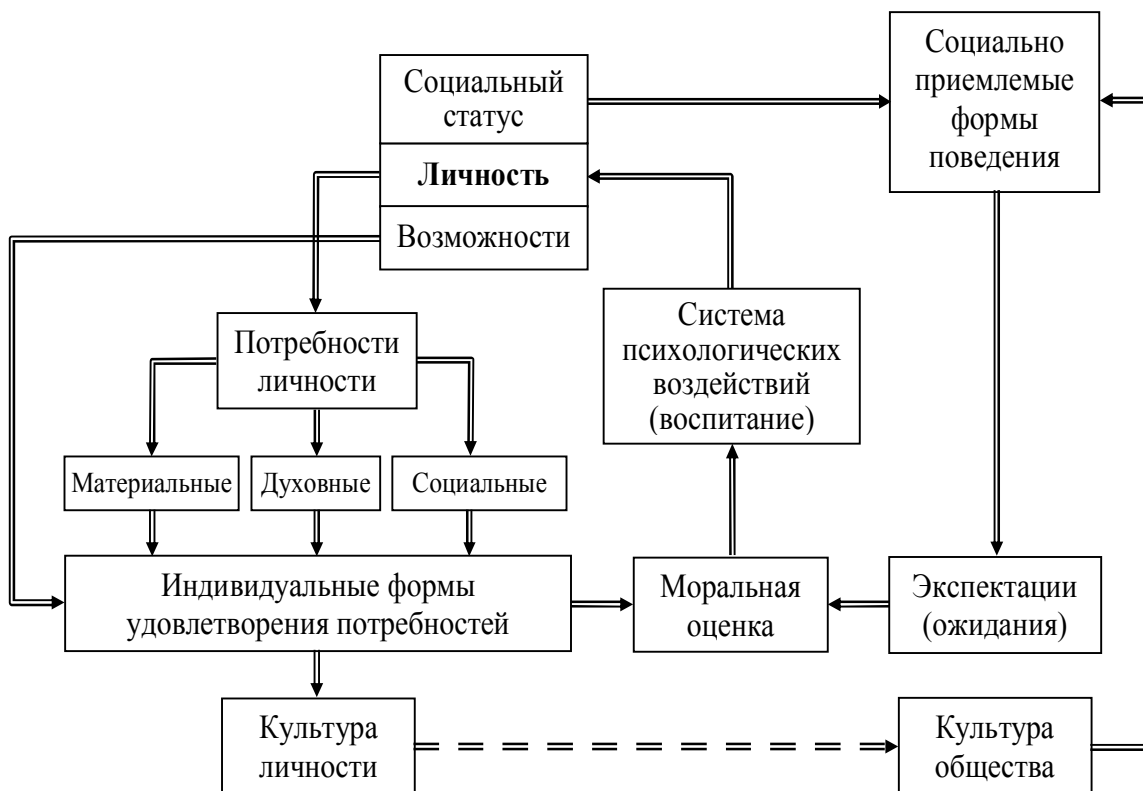 Социально
приемлемые
формы
поведения
Социальный
статус
Личность
Возможности
Система
психологических
воздействий
(воспитание)
Потребности
личности
Материальные
Духовные
Социальные
Индивидуальные формы
удовлетворения потребностей
Моральная
оценка
Экспектации
(ожидания)
Культура
личности
Культура
общества